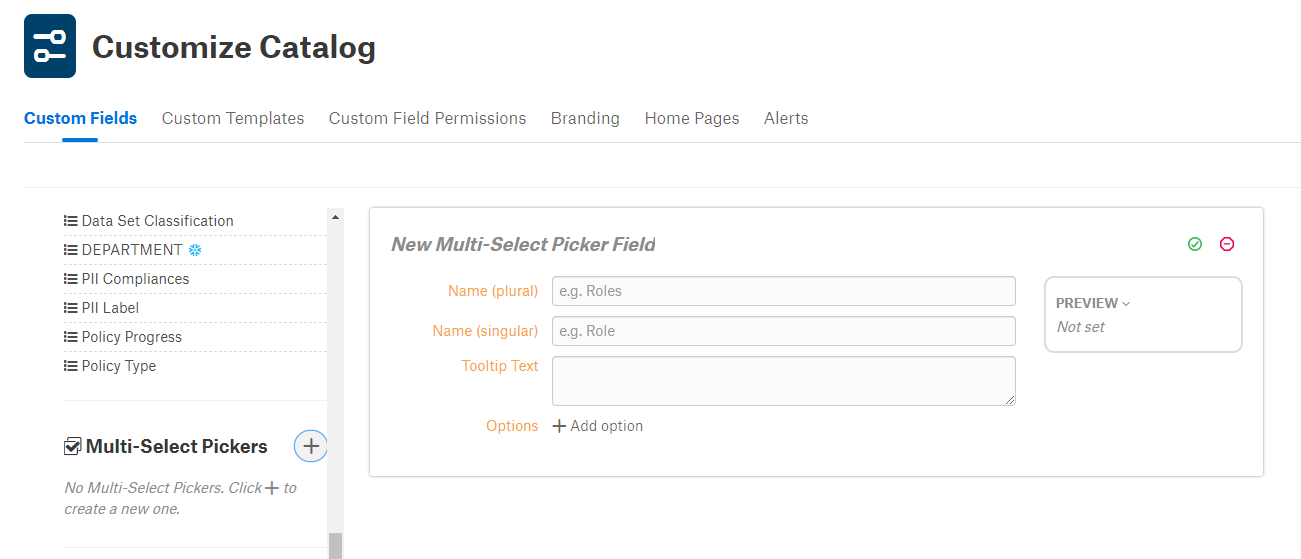 Customize Catalog
Custom Fields Custom Templates Custom Field Permissions Branding Home Pages Alerts
Data Set Classification
DEPARTMENT
PII Compliances
PII Label
Policy Progress
Policy Type
Multi-Select Pickers
No Multi-Select Pickers. Click + to
create a new one.
New Multi-Select Picker Field
Name (plural) e.g. Roles
Name (singular) e.g. Role
Tooltip Text
Options + Add option
PREVIEW
Not set